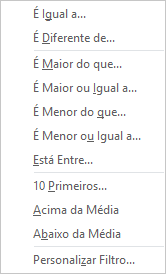 É Igual a...
É Diferente de...
É Maior do que...
É Maior ou Igual a...
É Menor do que...
É Menor ou Igual a...
Está Entre...
10 Primeiros...
Acima da Média
Abaixo da Média
Personalizar Filtro...